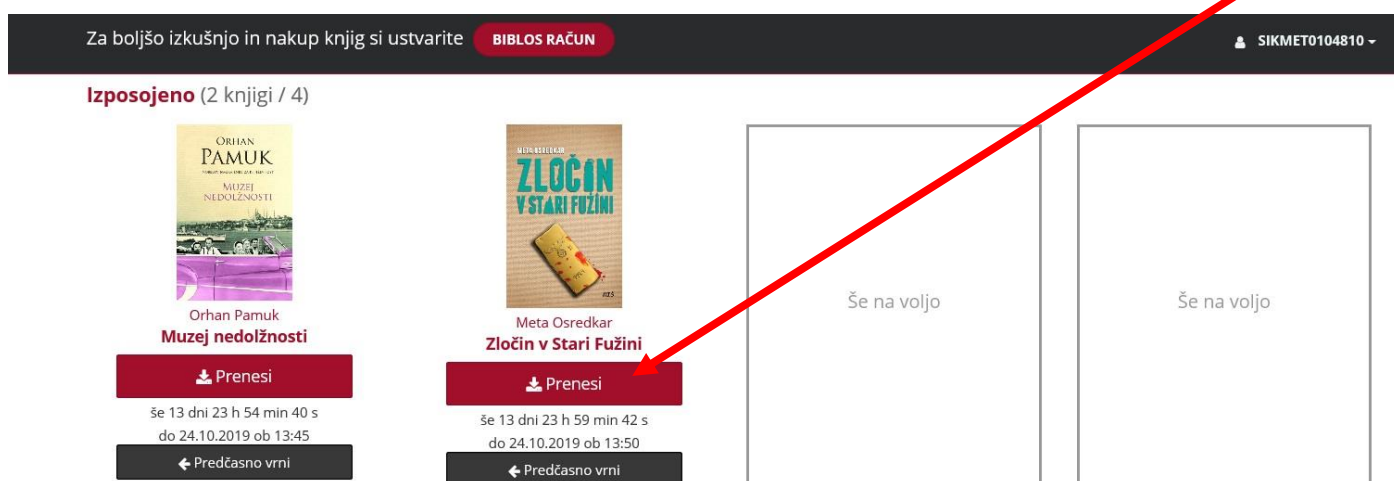 Za boljšo izkušnjo in nakup knjig si ustvarite BIBLOS RAČUN
SIKMET0104810
Izposojeno (2 knjigi / 4)
ORHAN
PAMUK
MUZEJ
NEDOLŽNOSTI
Orhan Pamuk
Muzej nedolžnosti
Prenesi
še 13 dni 23 h 54 min 40 s
do 24.10.2019 ob 13:45
Predčasno vrni
META OSREDKAR
ZLOČIN
V STARI FUŽINI
Meta Osredkar
Zločin v Stari Fužini
Prenesi
še 13 dni 23 h 59 min 42 s
do 24.10.2019 ob 13:50
Predčasno vrni
Še na voljo
Še na voljo